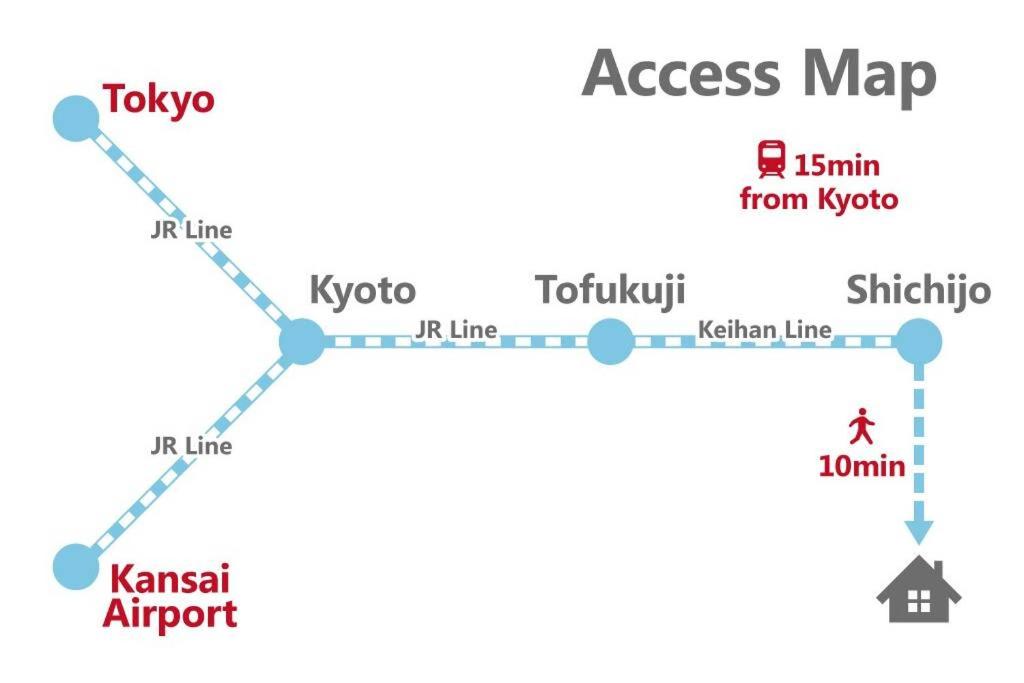 Access Map
Tokyo
15min
from Kyoto
JR Line
Kyoto
Tofukuji
Shichijo
JR Line
Keihan Line
JR Line
10min
Kansai
Airport